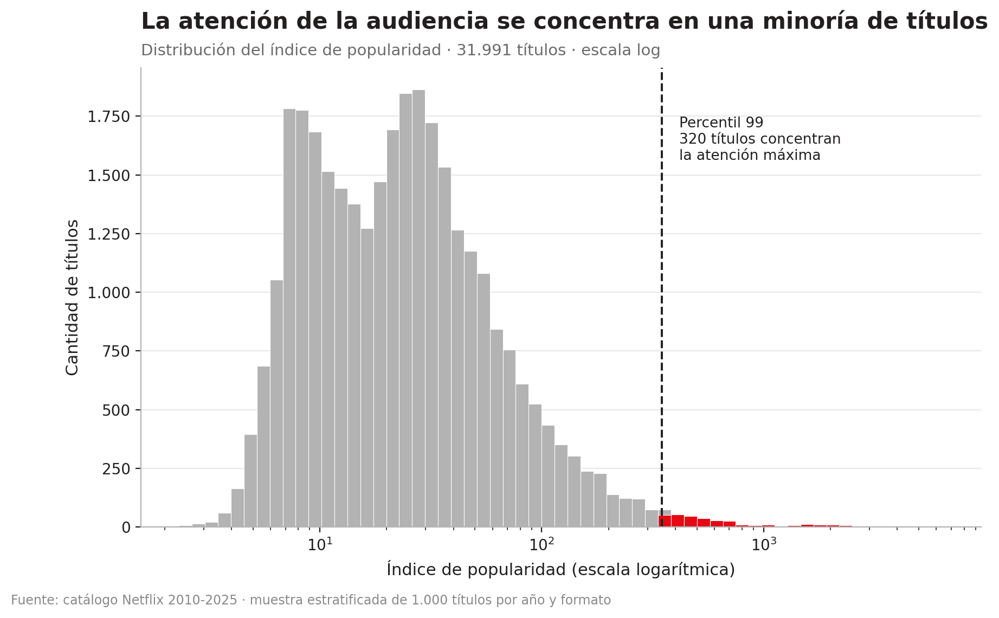 La atención de la audiencia se concentra en una minoría de títulos
Distribución del índice de popularidad · 31.991 títulos · escala log
Percentil 99
320 títulos concentran
la atención máxima
Cantidad de títulos
1.750
1.500
1.250
1.000
750
500
250
0
10¹
10²
10³
Índice de popularidad (escala logarítmica)
Fuente: catálogo Netflix 2010-2025 · muestra estratificada de 1.000 títulos por año y formato